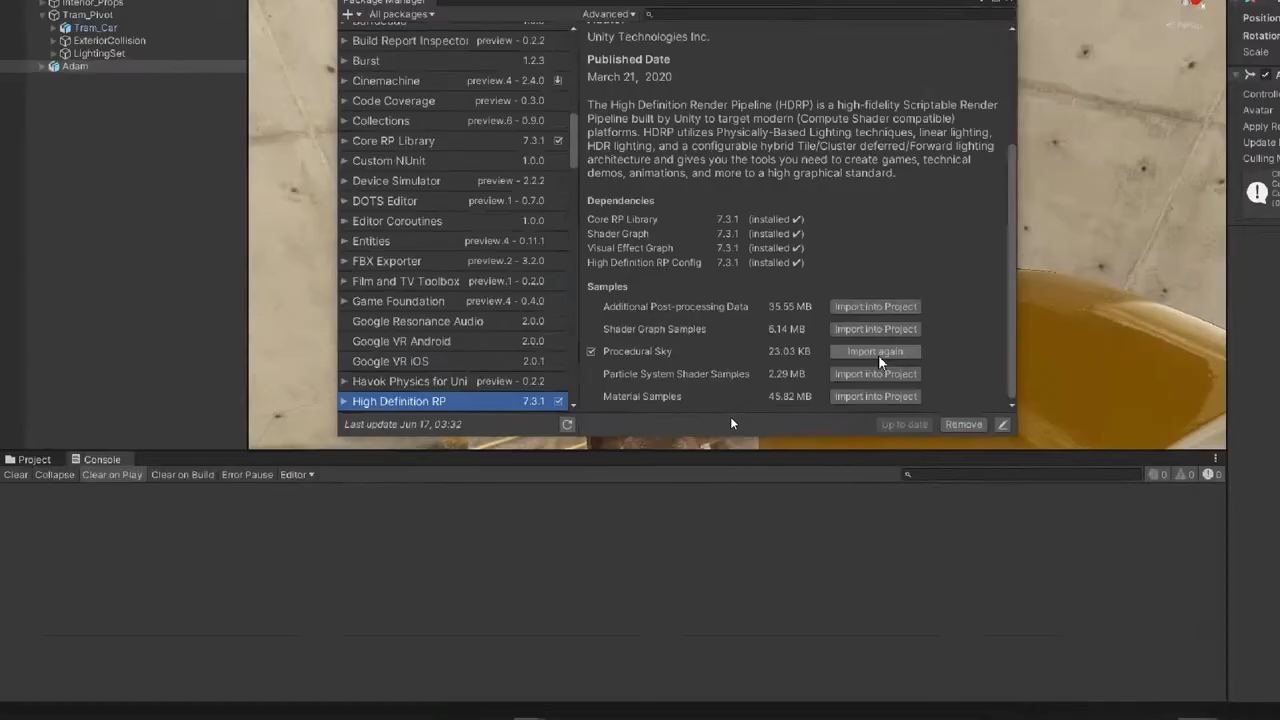 Interior_Props
Tram_Pivot
Tram_Car
ExteriorCollision
LightingSet
Adam
Package Manager
All packages
Advanced
Build Report Inspector preview - 0.2.2
Burst 1.2.3
Cinemachine preview.4 - 2.4.0
Code Coverage preview - 0.3.0
Collections preview.6 - 0.9.0
Core RP Library 7.3.1
Custom NUnit 1.0.0
Device Simulator preview - 2.2.2
DOTS Editor preview.1 - 0.7.0
Editor Coroutines 1.0.0
Entities preview.4 - 0.11.1
FBX Exporter preview.2 - 3.2.0
Film and TV Toolbox preview.1 - 0.2.0
Game Foundation preview.4 - 0.4.0
Google Resonance Audio 2.0.0
Google VR Android 2.0.0
Google VR iOS 2.0.1
Havok Physics for Uni preview - 0.2.2
High Definition RP 7.3.1
Last update Jun 17, 03:32
Unity Technologies Inc.
Published Date
March 21, 2020
The High Definition Render Pipeline (HDRP) is a high-fidelity Scriptable Render
Pipeline built by Unity to target modern (Compute Shader compatible)
platforms. HDRP utilizes Physically-Based Lighting techniques, linear lighting,
HDR lighting, and a configurable hybrid Tile/Cluster deferred/Forward lighting
architecture and gives you the tools you need to create games, technical
demos, animations, and more to a high graphical standard.
Dependencies
Core RP Library 7.3.1 (installed ✓)
Shader Graph 7.3.1 (installed ✓)
Visual Effect Graph 7.3.1 (installed ✓)
High Definition RP Config 7.3.1 (installed ✓)
Samples
Additional Post-processing Data 35.55 MB Import into Project
Shader Graph Samples 6.14 MB Import into Project
Procedural Sky 23.03 KB Import again
Particle System Shader Samples 2.29 MB Import into Project
Material Samples 45.82 MB Import into Project
Up to date Remove
Persp
Position
Rotation
Scale
Controlle
Avatar
Apply Ro
Update
Culling M
Project Console
Clear Collapse Clear on Play Clear on Build Error Pause Editor
0 0 0